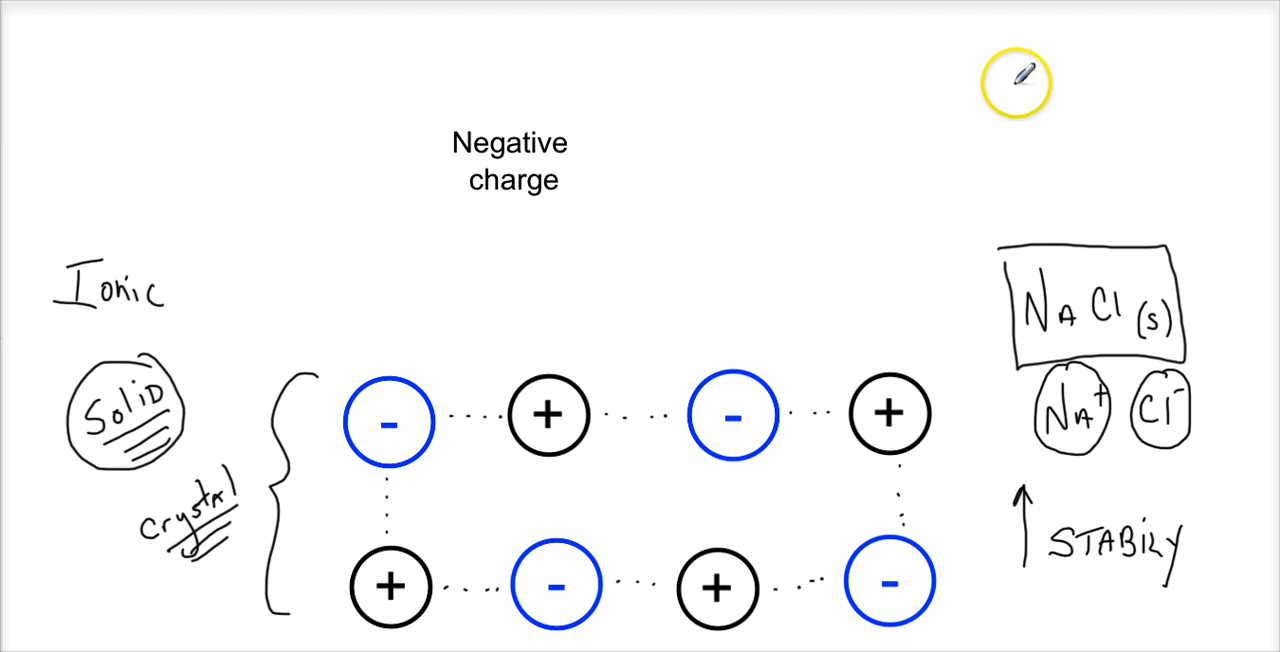 Negative
charge
Ionic
NACl (s)
Solid
- + - +
NA+ Cl-
crystal
STABILY
+ - + -